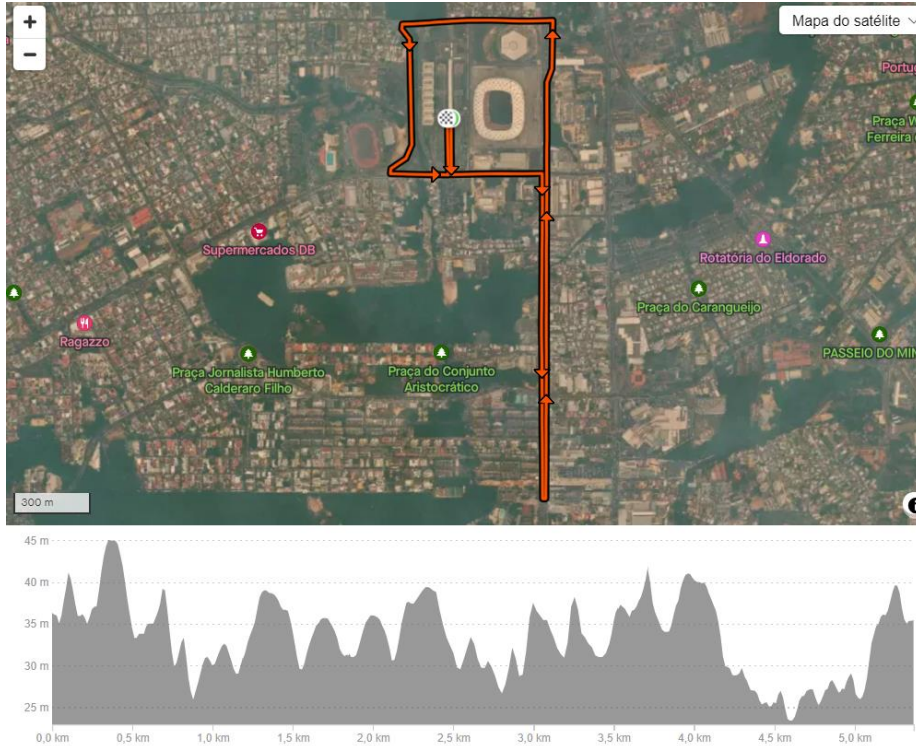 +
Mapa do satélite
−
Praça
Supermercados DB
Rotatória do Eldorado
Praça do Carangueijo
Ragazzo
PASSEIO DO MIN
Praça Jornalista Humberto
Calderaro Filho
Praça do Conjunto
Aristocrático
300 m
45 m
40 m
35 m
30 m
25 m
0,0 km
0,5 km
1,0 km
1,5 km
2,0 km
2,5 km
3,0 km
3,5 km
4,0 km
4,5 km
5,0 km